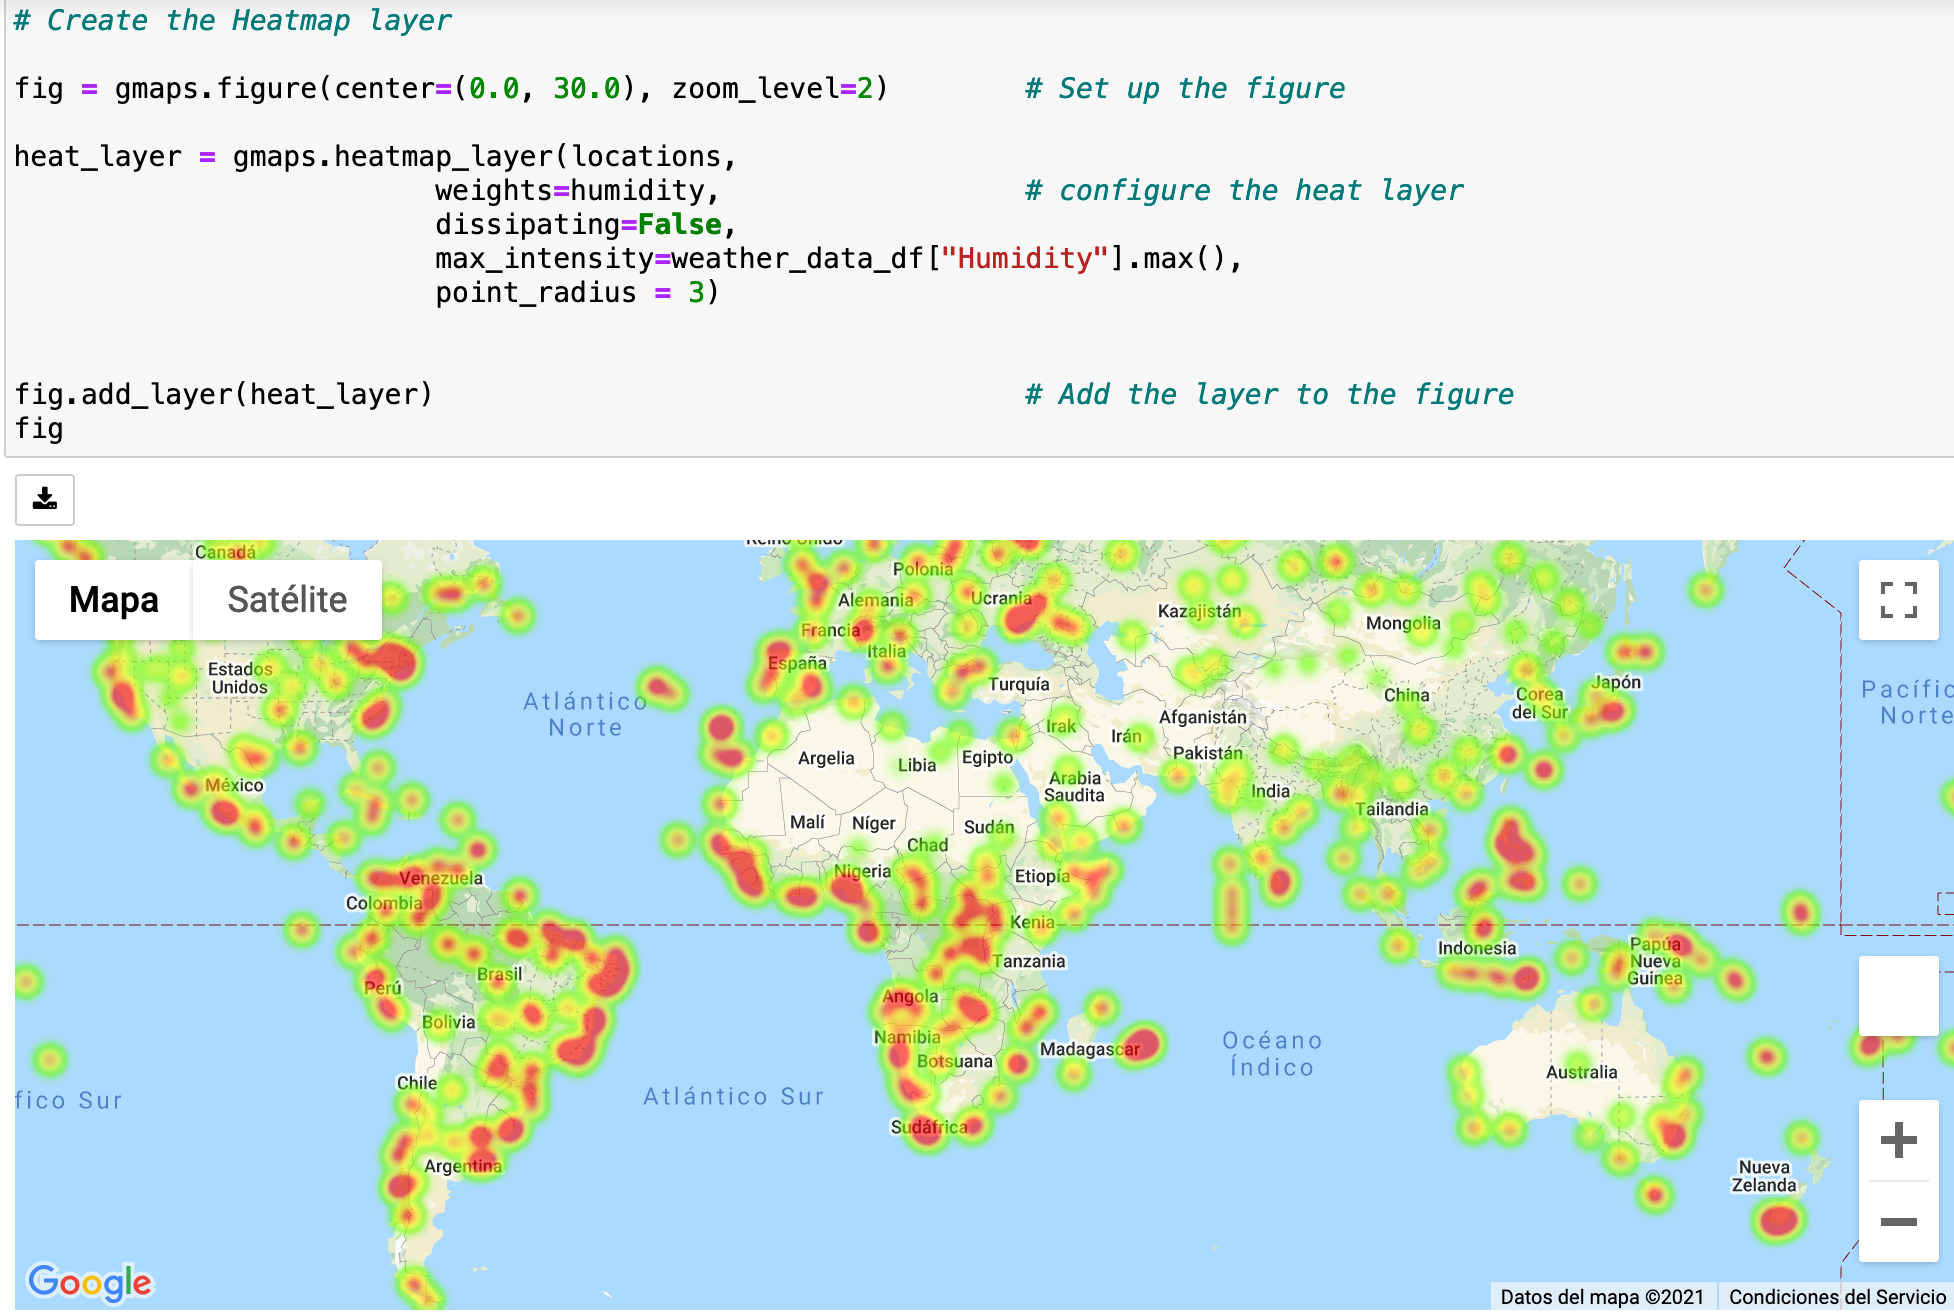 # Create the Heatmap layer
fig = gmaps.figure(center=(0.0, 30.0), zoom_level=2)        # Set up the figure
heat_layer = gmaps.heatmap_layer(locations,
                         weights=humidity,                  # configure the heat layer
                         dissipating=False,
                         max_intensity=weather_data_df["Humidity"].max(),
                         point_radius = 3)
fig.add_layer(heat_layer)                                   # Add the layer to the figure
fig
Reino Unido
Canadá
Polonia
Mapa
Satélite
Alemania
Ucrania
Kazajistán
Mongolia
Francia
Italia
España
Estados
Unidos
Turquía
Japón
China
Corea
del Sur
Pacífic
Norte
Atlántico
Norte
Afganistán
Irak
Irán
Pakistán
Argelia
Libia
Egipto
Arabia
Saudita
India
México
Tailandia
Malí
Níger
Sudán
Chad
Nigeria
Etiopía
Venezuela
Colombia
Kenia
Indonesia
Papúa
Nueva
Guinea
Tanzania
Brasil
Perú
Angola
Bolivia
Namibia
Botsuana
Madagascar
Océano
Índico
Australia
Chile
fico Sur
Atlántico Sur
Sudáfrica
Argentina
Nueva
Zelanda
Google
Datos del mapa ©2021
Condiciones del Servicio